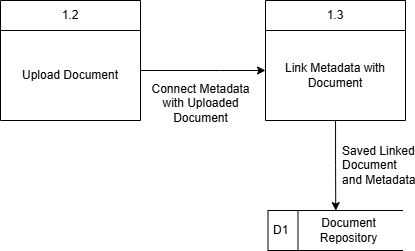 1.2
Upload Document
Connect Metadata
with Uploaded
Document
1.3
Link Metadata with
Document
Saved Linked
Document
and Metadata
D1
Document
Repository